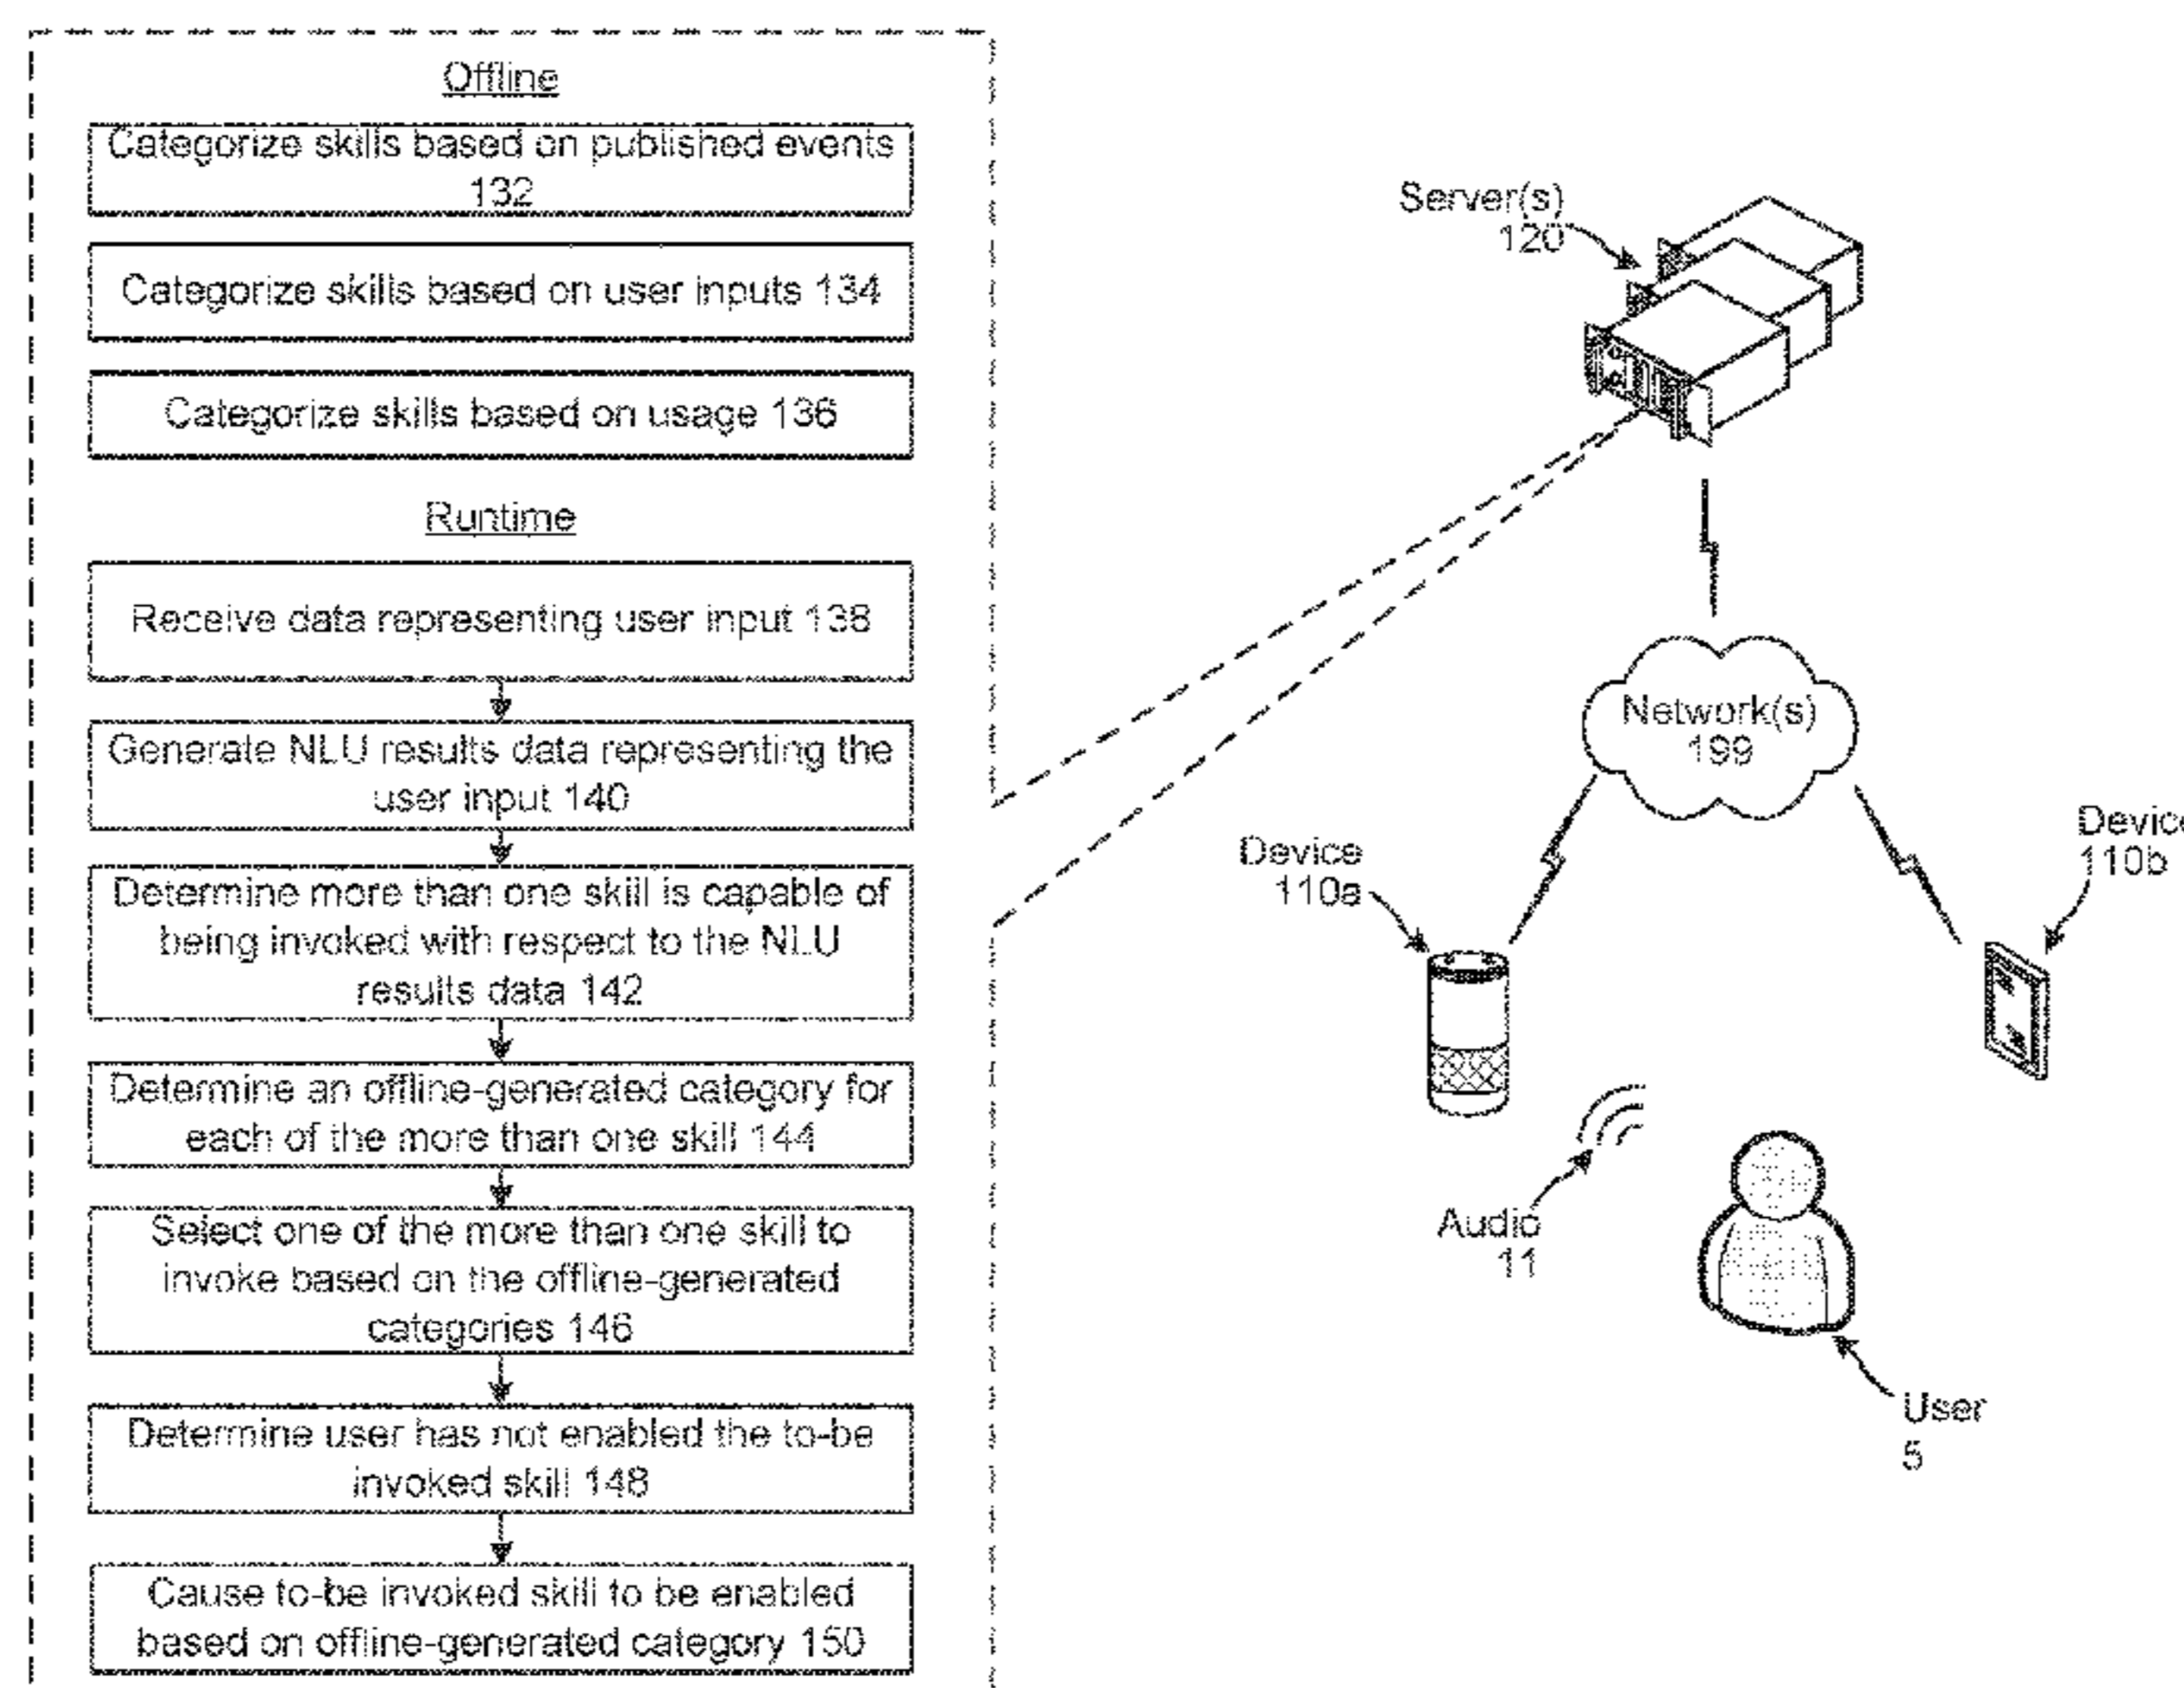 Offline
Categorize skills based on published events
132
Categorize skills based on user inputs 134
Categorize skills based on usage 136
Runtime
Receive data representing user input 138
Generate NLU results data representing the
user input 140
Determine more than one skill is capable of
being invoked with respect to the NLU
results data 142
Determine an offline-generated category for
each of the more than one skill 144
Select one of the more than one skill to
invoke based on the offline-generated
categories 146
Determine user has not enabled the to-be
invoked skill 148
Cause to-be invoked skill to be enabled
based on offline-generated category 150
Server(s)
120
Network(s)
199
Device
110a
Device
110b
Audio
11
User
5